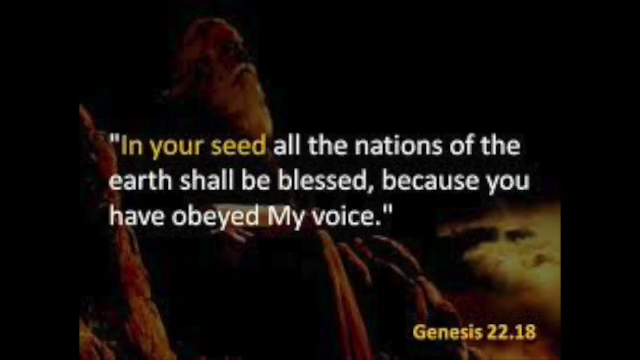 "In your seed all the nations of the
earth shall be blessed, because you
have obeyed My voice."
Genesis 22.18